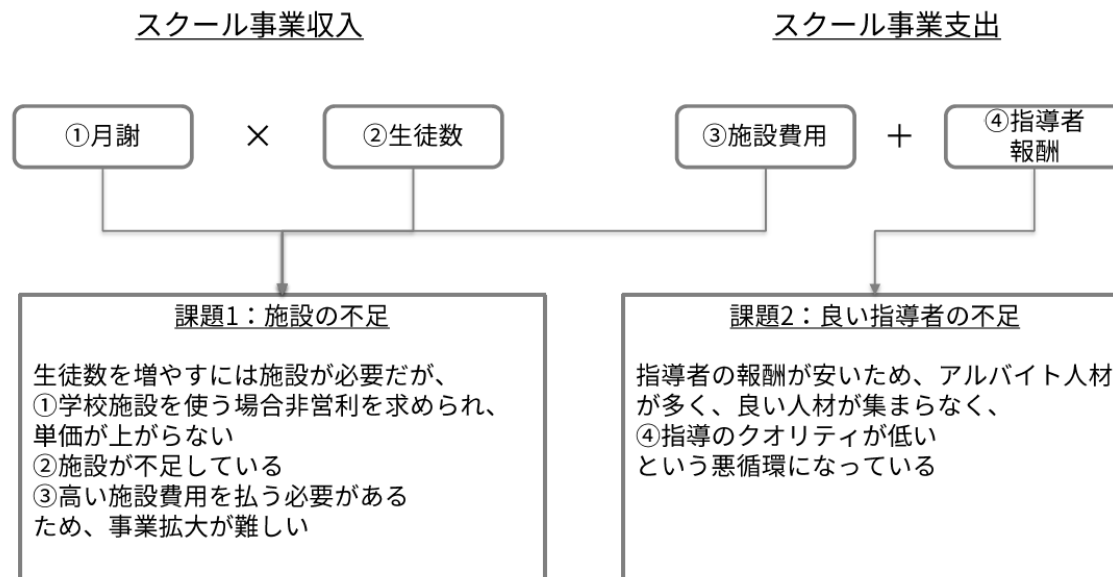 スクール事業収入
スクール事業支出
①月謝
×
②生徒数
③施設費用
+
④指導者
報酬
課題1：施設の不足
生徒数を増やすには施設が必要だが、
①学校施設を使う場合非営利を求められ、
単価が上がらない
②施設が不足している
③高い施設費用を払う必要がある
ため、事業拡大が難しい
課題2：良い指導者の不足
指導者の報酬が安いため、アルバイト人材
が多く、良い人材が集まらなく、
④指導のクオリティが低い
という悪循環になっている